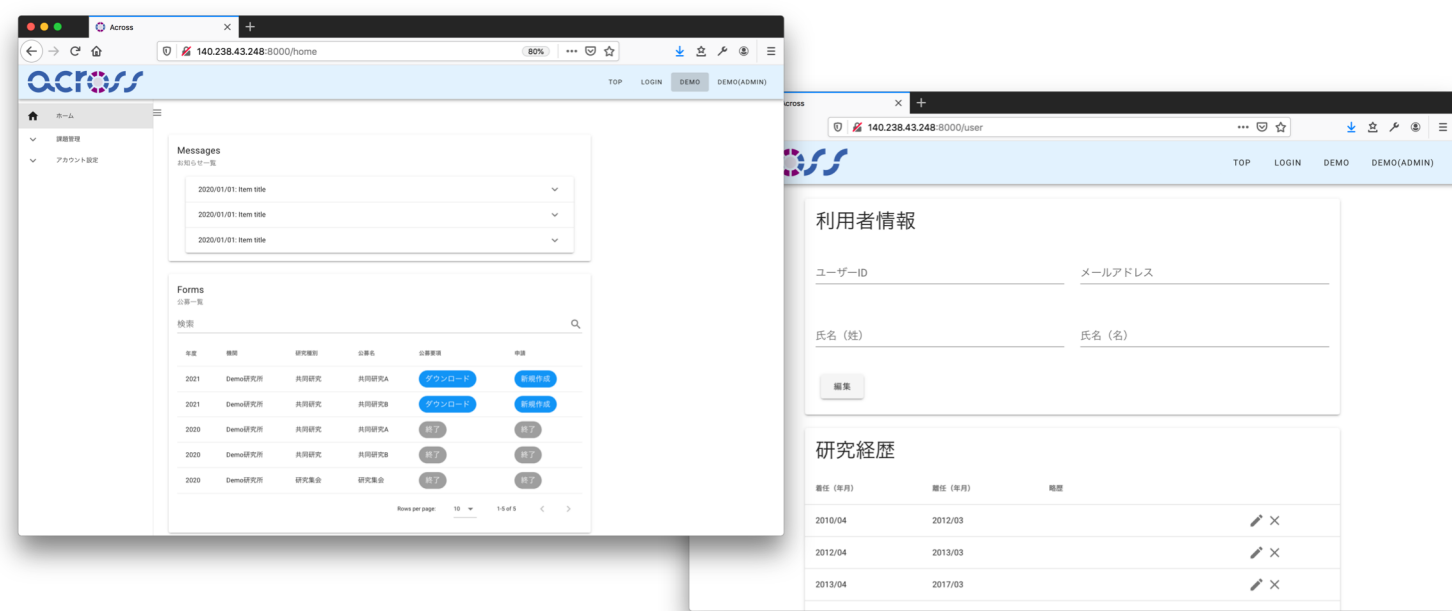 Across
140.238.43.248:8000/home
80%
across
TOP LOGIN DEMO DEMO(ADMIN)
ホーム
課題管理
アカウント設定
Messages
お知らせ一覧
2020/01/01: Item title
2020/01/01: Item title
2020/01/01: Item title
Forms
公募一覧
検索
年度 機関 研究種別 公募名 公募要項 申請
2021 Demo研究所 共同研究 共同研究A ダウンロード 新規作成
2021 Demo研究所 共同研究 共同研究B ダウンロード 新規作成
2020 Demo研究所 共同研究 共同研究A 終了 終了
2020 Demo研究所 共同研究 共同研究B 終了 終了
2020 Demo研究所 研究集会 研究集会 終了 終了
Rows per page: 10 1-5 of 5
cross
140.238.43.248:8000/user
oss
TOP LOGIN DEMO DEMO(ADMIN)
利用者情報
ユーザーID メールアドレス
氏名（姓） 氏名（名）
編集
研究経歴
着任（年月） 離任（年月） 略歴
2010/04 2012/03
2012/04 2013/03
2013/04 2017/03